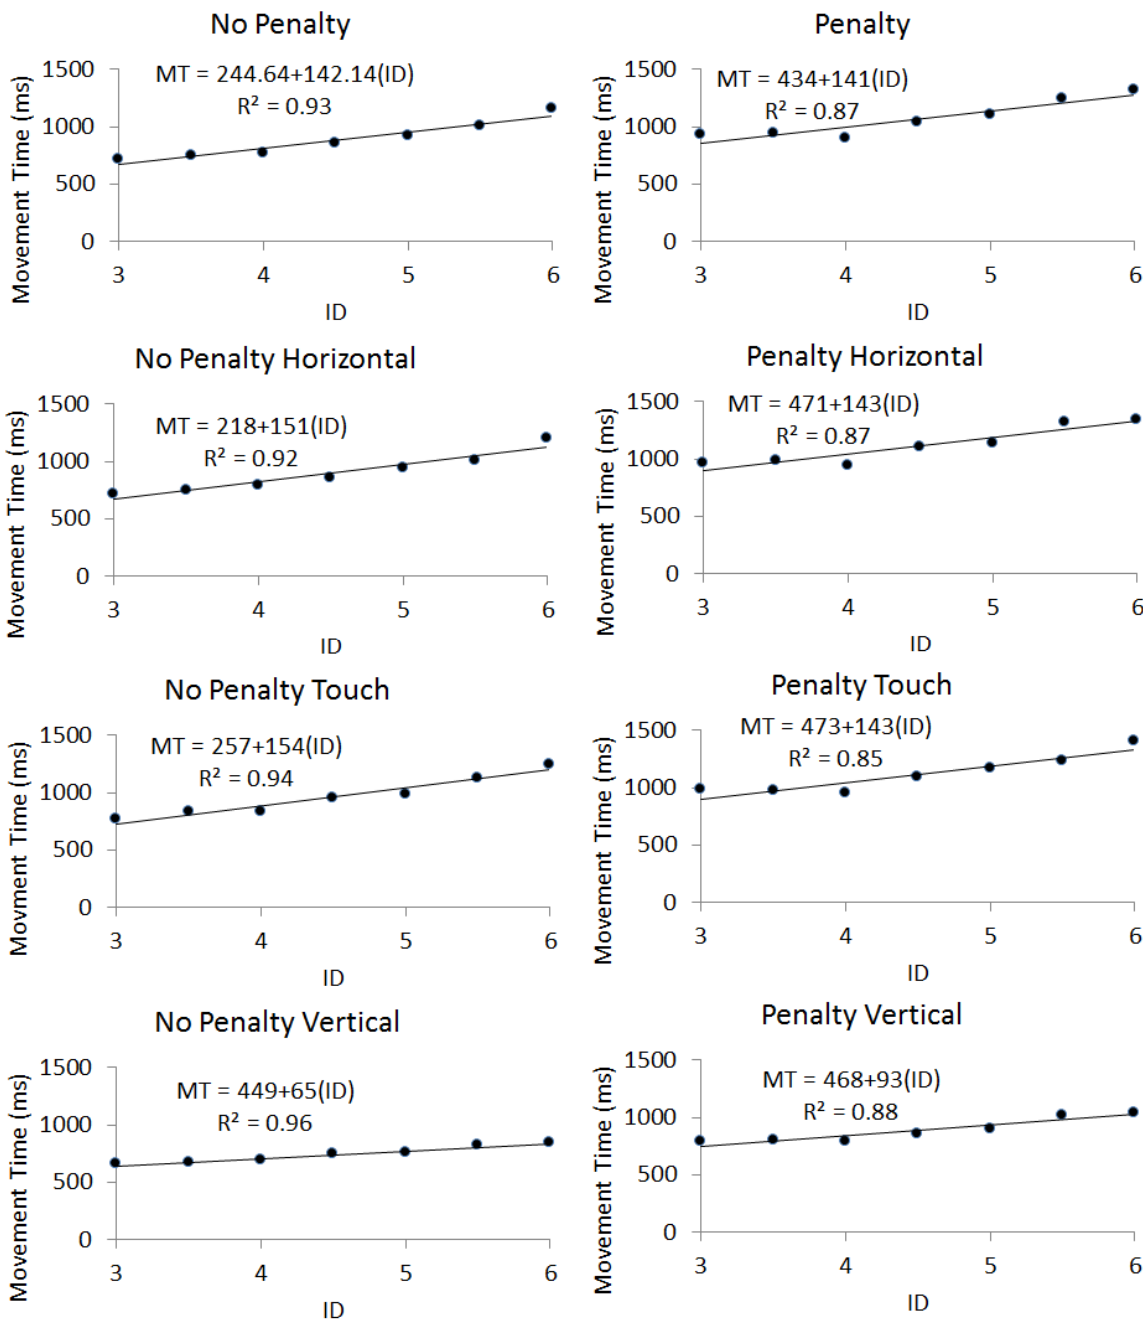 No Penalty
Movement Time (ms)
1500
1000
500
0
MT = 244.64+142.14(ID)
R² = 0.93
3 4 5 6
ID
Penalty
Movement Time (ms)
1500
1000
500
0
MT = 434+141(ID)
R² = 0.87
3 4 5 6
ID
No Penalty Horizontal
Movement Time (ms)
1500
1000
500
0
MT = 218+151(ID)
R² = 0.92
3 4 5 6
ID
Penalty Horizontal
Movement Time (ms)
1500
1000
500
0
MT = 471+143(ID)
R² = 0.87
3 4 5 6
ID
No Penalty Touch
Movment Time (ms)
1500
1000
500
0
MT = 257+154(ID)
R² = 0.94
3 4 5 6
ID
Penalty Touch
Movement Time (ms)
1500
1000
500
0
MT = 473+143(ID)
R² = 0.85
3 4 5 6
ID
No Penalty Vertical
Movement Time (ms)
1500
1000
500
0
MT = 449+65(ID)
R² = 0.96
3 4 5 6
ID
Penalty Vertical
Movement Time (ms)
1500
1000
500
0
MT = 468+93(ID)
R² = 0.88
3 4 5 6
ID